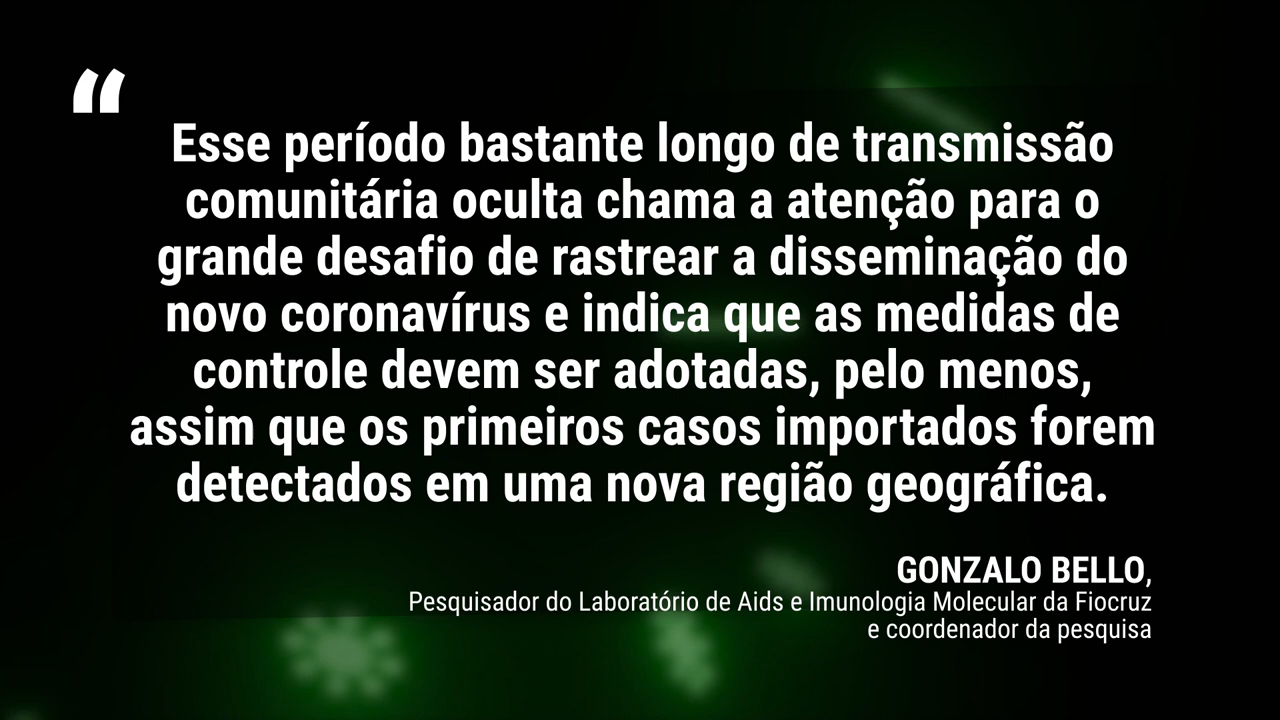 “
Esse período bastante longo de transmissão
comunitária oculta chama a atenção para o
grande desafio de rastrear a disseminação do
novo coronavírus e indica que as medidas de
controle devem ser adotadas, pelo menos,
assim que os primeiros casos importados forem
detectados em uma nova região geográfica.
GONZALO BELLO,
Pesquisador do Laboratório de Aids e Imunologia Molecular da Fiocruz
e coordenador da pesquisa